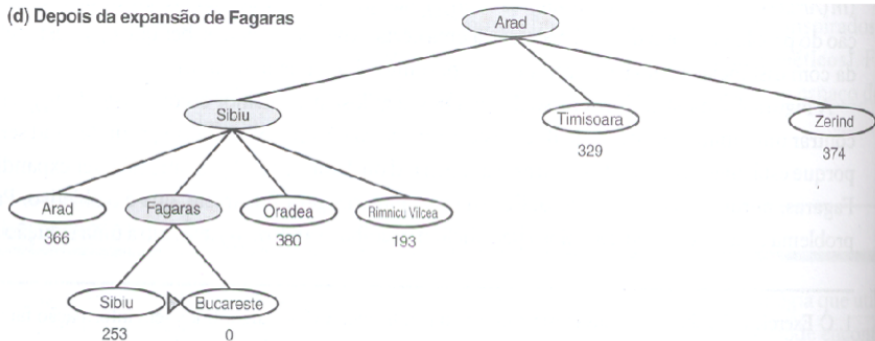 (d) Depois da expansão de Fagaras
Arad
Sibiu
Timisoara
Zerind
329
374
Arad
Fagaras
Oradea
Rimnicu Vilcea
366
380
193
Sibiu
Bucareste
253
0